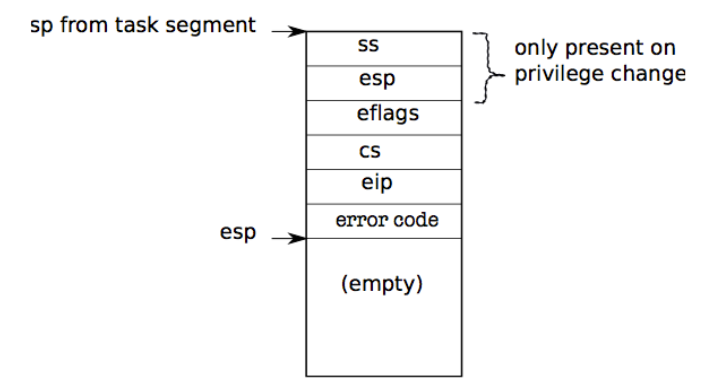 sp from task segment
ss
only present on
privilege change
esp
eflags
cs
eip
error code
esp
(empty)